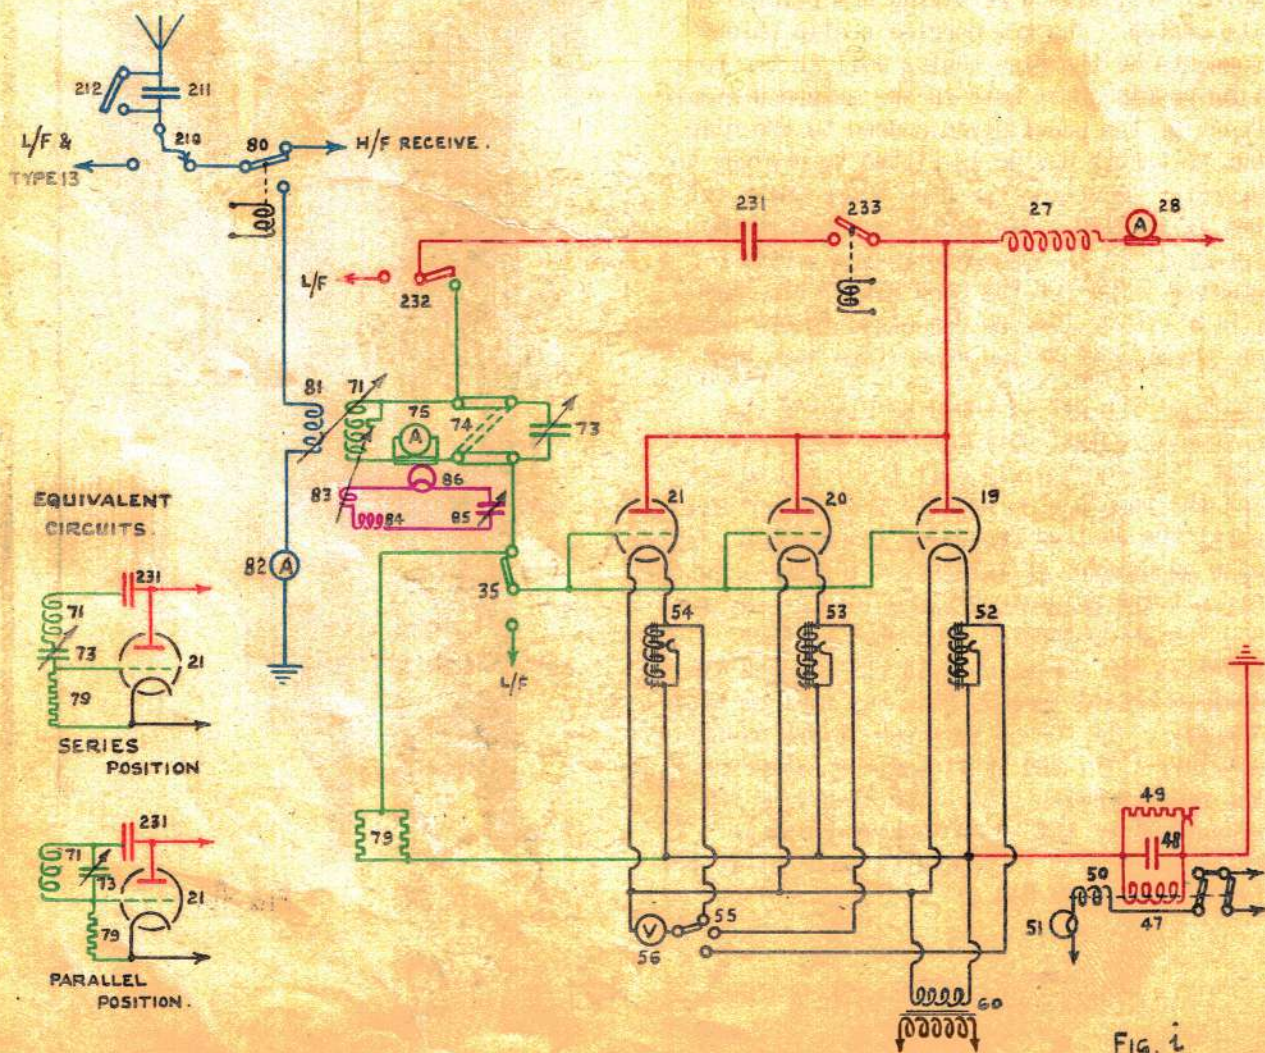 212
211
210
80
H/F RECEIVE.
L/F &
TYPE 13
231
233
27
28
A
L/F
232
81
71
75
A
74
73
86
83
84
85
21
20
19
EQUIVALENT
CIRCUITS.
82
A
35
54
53
52
231
71
73
21
79
L/F
SERIES
POSITION
49
231
79
48
71
50
73
21
47
79
55
51
V
56
PARALLEL
POSITION.
60
FIG. i